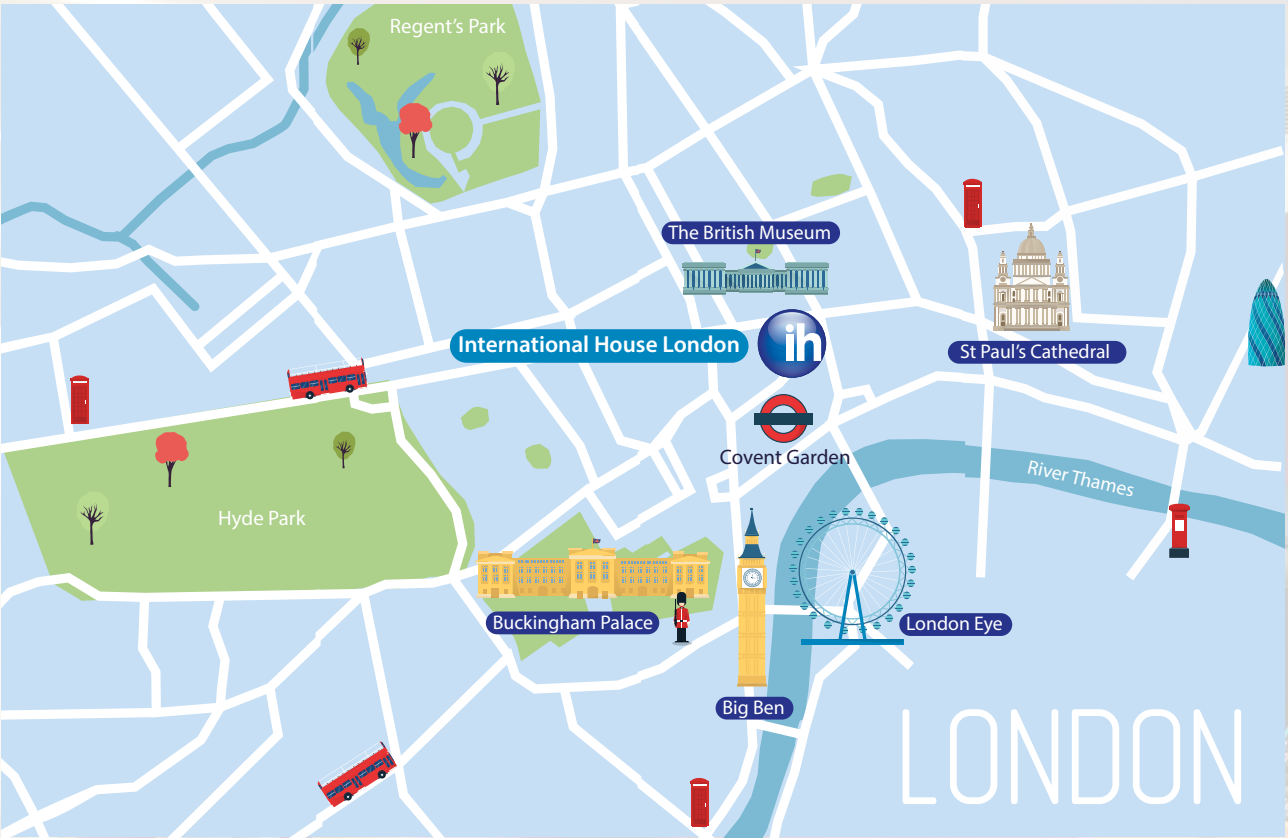 Regent's Park
The British Museum
International House London
ih
St Paul's Cathedral
Covent Garden
River Thames
Hyde Park
Buckingham Palace
London Eye
Big Ben
LONDON